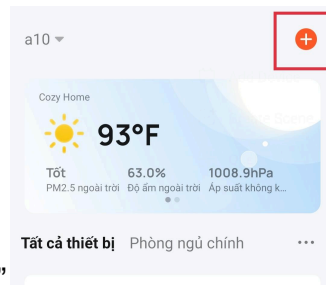 a10
Cozy Home
93°F
Tốt 63.0% 1008.9hPa
PM2.5 ngoài trời Độ ẩm ngoài trời Áp suất không k...
Tất cả thiết bị Phòng ngủ chính
”